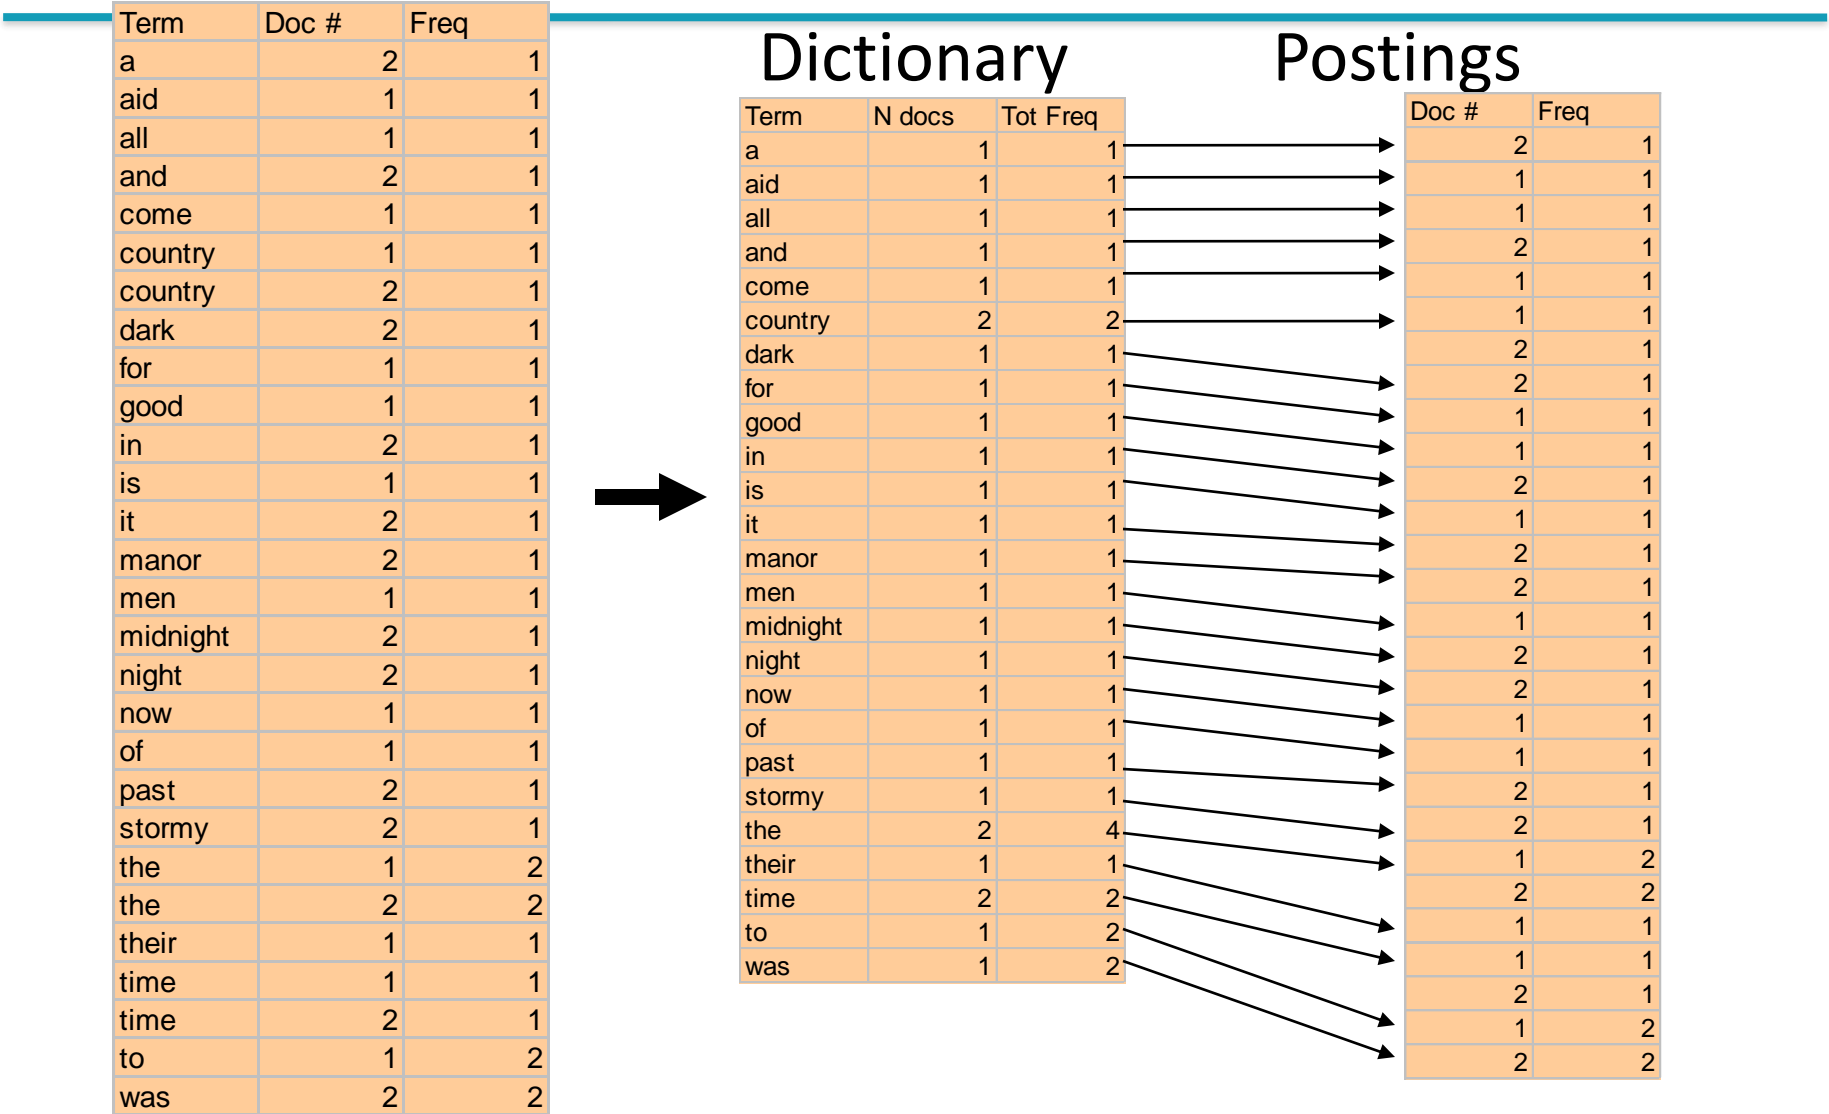 Term Doc # Freq
a 2 1
aid 1 1
all 1 1
and 2 1
come 1 1
country 1 1
country 2 1
dark 2 1
for 1 1
good 1 1
in 2 1
is 1 1
it 2 1
manor 2 1
men 1 1
midnight 2 1
night 2 1
now 1 1
of 1 1
past 2 1
stormy 2 1
the 1 2
the 2 2
their 1 1
time 1 1
time 2 1
to 1 2
was 2 2
Dictionary
Term N docs Tot Freq
a 1 1
aid 1 1
all 1 1
and 1 1
come 1 1
country 2 2
dark 1 1
for 1 1
good 1 1
in 1 1
is 1 1
it 1 1
manor 1 1
men 1 1
midnight 1 1
night 1 1
now 1 1
of 1 1
past 1 1
stormy 1 1
the 2 4
their 1 1
time 2 2
to 1 2
was 1 2
Postings
Doc # Freq
2 1
1 1
1 1
2 1
1 1
1 1
2 1
2 1
1 1
1 1
2 1
1 1
2 1
2 1
1 1
2 1
2 1
1 1
1 1
2 1
2 1
1 2
2 2
1 1
1 1
2 1
1 2
2 2